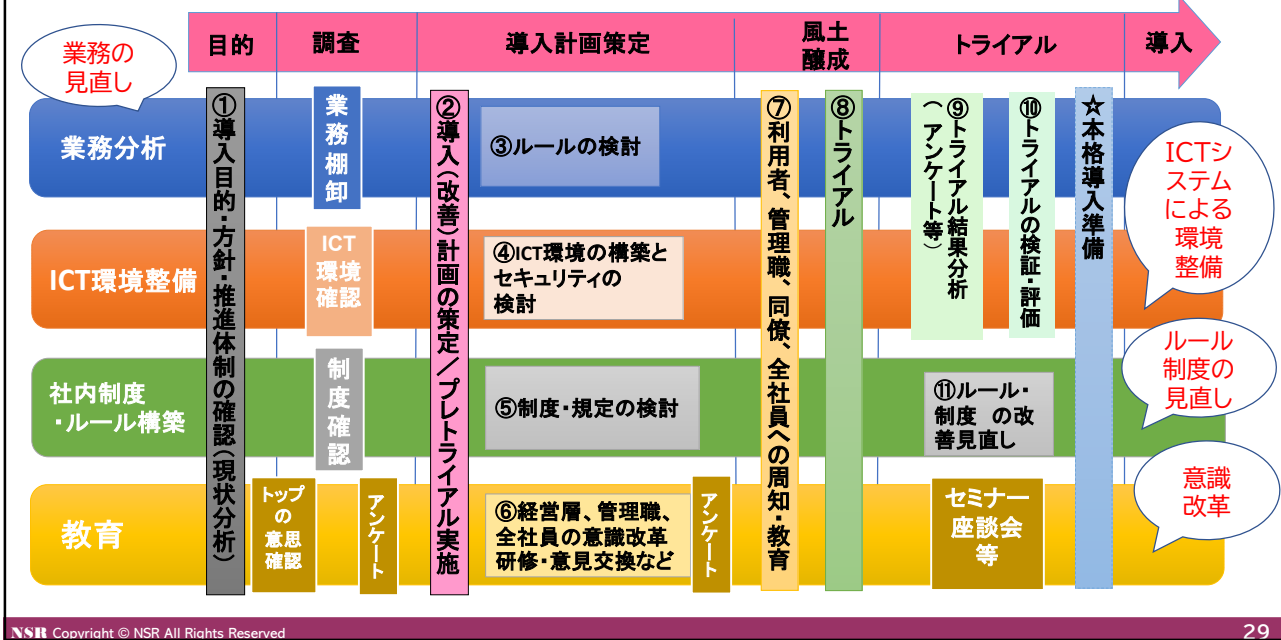 目的
調査
導入計画策定
風土
醸成
トライアル
導入
業務の
見直し
業務分析
ICT環境整備
社内制度
・ルール構築
教育
①導入目的・方針・推進体制の確認(現状分析)
業務棚卸
ICT
環境
確認
制度確認
トップ
の
意思
確認
アンケート
②導入(改善)計画の策定/プレトライアル実施
③ルールの検討
④ICT環境の構築と
セキュリティの
検討
⑤制度・規定の検討
⑥経営層、管理職、
全社員の意識改革
研修・意見交換など
アンケート
⑦利用者、管理職、同僚、全社員への周知・教育
⑧トライアル
⑨トライアル結果分析
(アンケート等)
⑩トライアルの検証・評価
⑪ルール・
制度 の改
善見直し
セミナー
座談会
等
☆本格導入準備
ICTシ
ステム
による
環境
整備
ルール
制度の
見直し
意識
改革
NSR Copyright © NSR All Rights Reserved
29